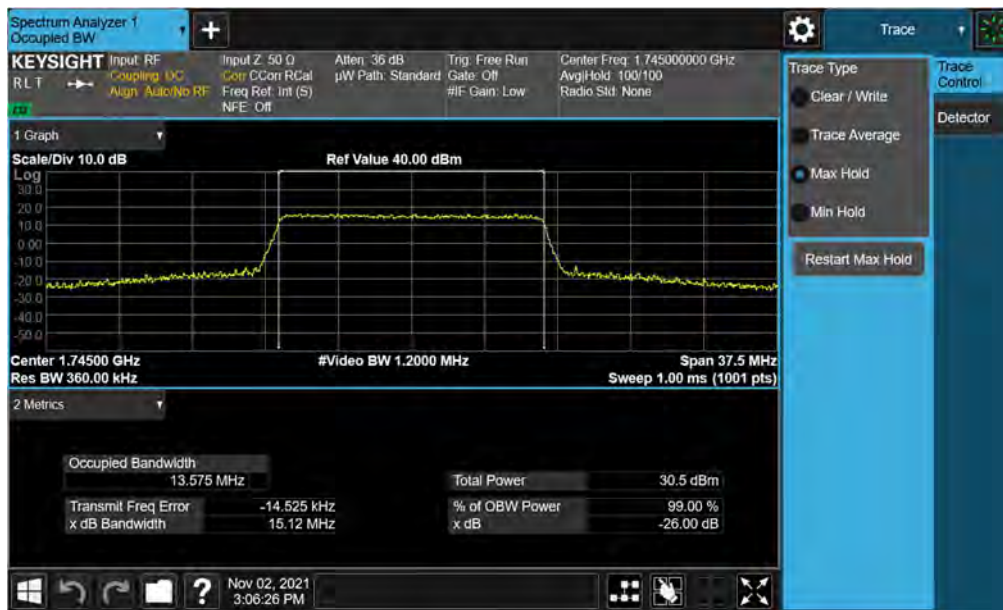 Spectrum Analyzer 1
Occupied BW
+
Trace
KEYSIGHT
RLT
Input: RF
Coupling: DC
Align: Auto/No RF
Input Z: 50 Ω
Corr CCorr RCal
Freq Ref: Int (S)
NFE: Off
Atten: 36 dB
µW Path: Standard
Trig: Free Run
Gate: Off
#IF Gain: Low
Center Freq: 1.745000000 GHz
Avg|Hold: 100/100
Radio Std: None
Trace Type
Clear / Write
Trace Average
Max Hold
Min Hold
Restart Max Hold
Trace
Control
Detector
1 Graph
Scale/Div 10.0 dB
Ref Value 40.00 dBm
Log
30.0
20.0
10.0
0.00
-10.0
-20.0
-30.0
-40.0
-50.0
Center 1.74500 GHz
#Video BW 1.2000 MHz
Span 37.5 MHz
Res BW 360.00 kHz
Sweep 1.00 ms (1001 pts)
2 Metrics
Occupied Bandwidth
13.575 MHz
Total Power 30.5 dBm
Transmit Freq Error -14.525 kHz
% of OBW Power 99.00 %
x dB Bandwidth 15.12 MHz
x dB -26.00 dB
?
Nov 02, 2021
3:06:26 PM